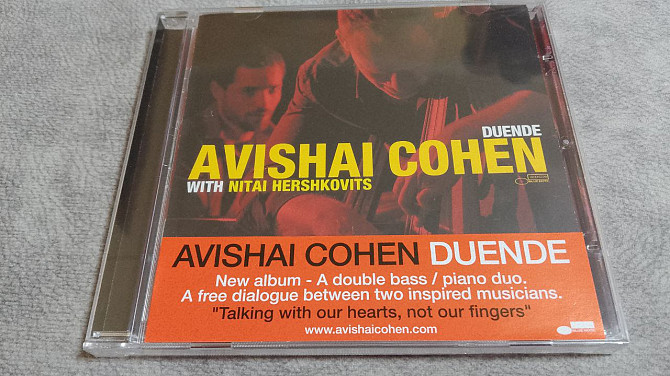 DUENDE
AVISHAI COHEN
WITH NITAI HERSHKOVITS
AVISHAI COHEN DUENDE
New album - A double bass / piano duo.
A free dialogue between two inspired musicians.
"Talking with our hearts, not our fingers"
www.avishaicohen.com